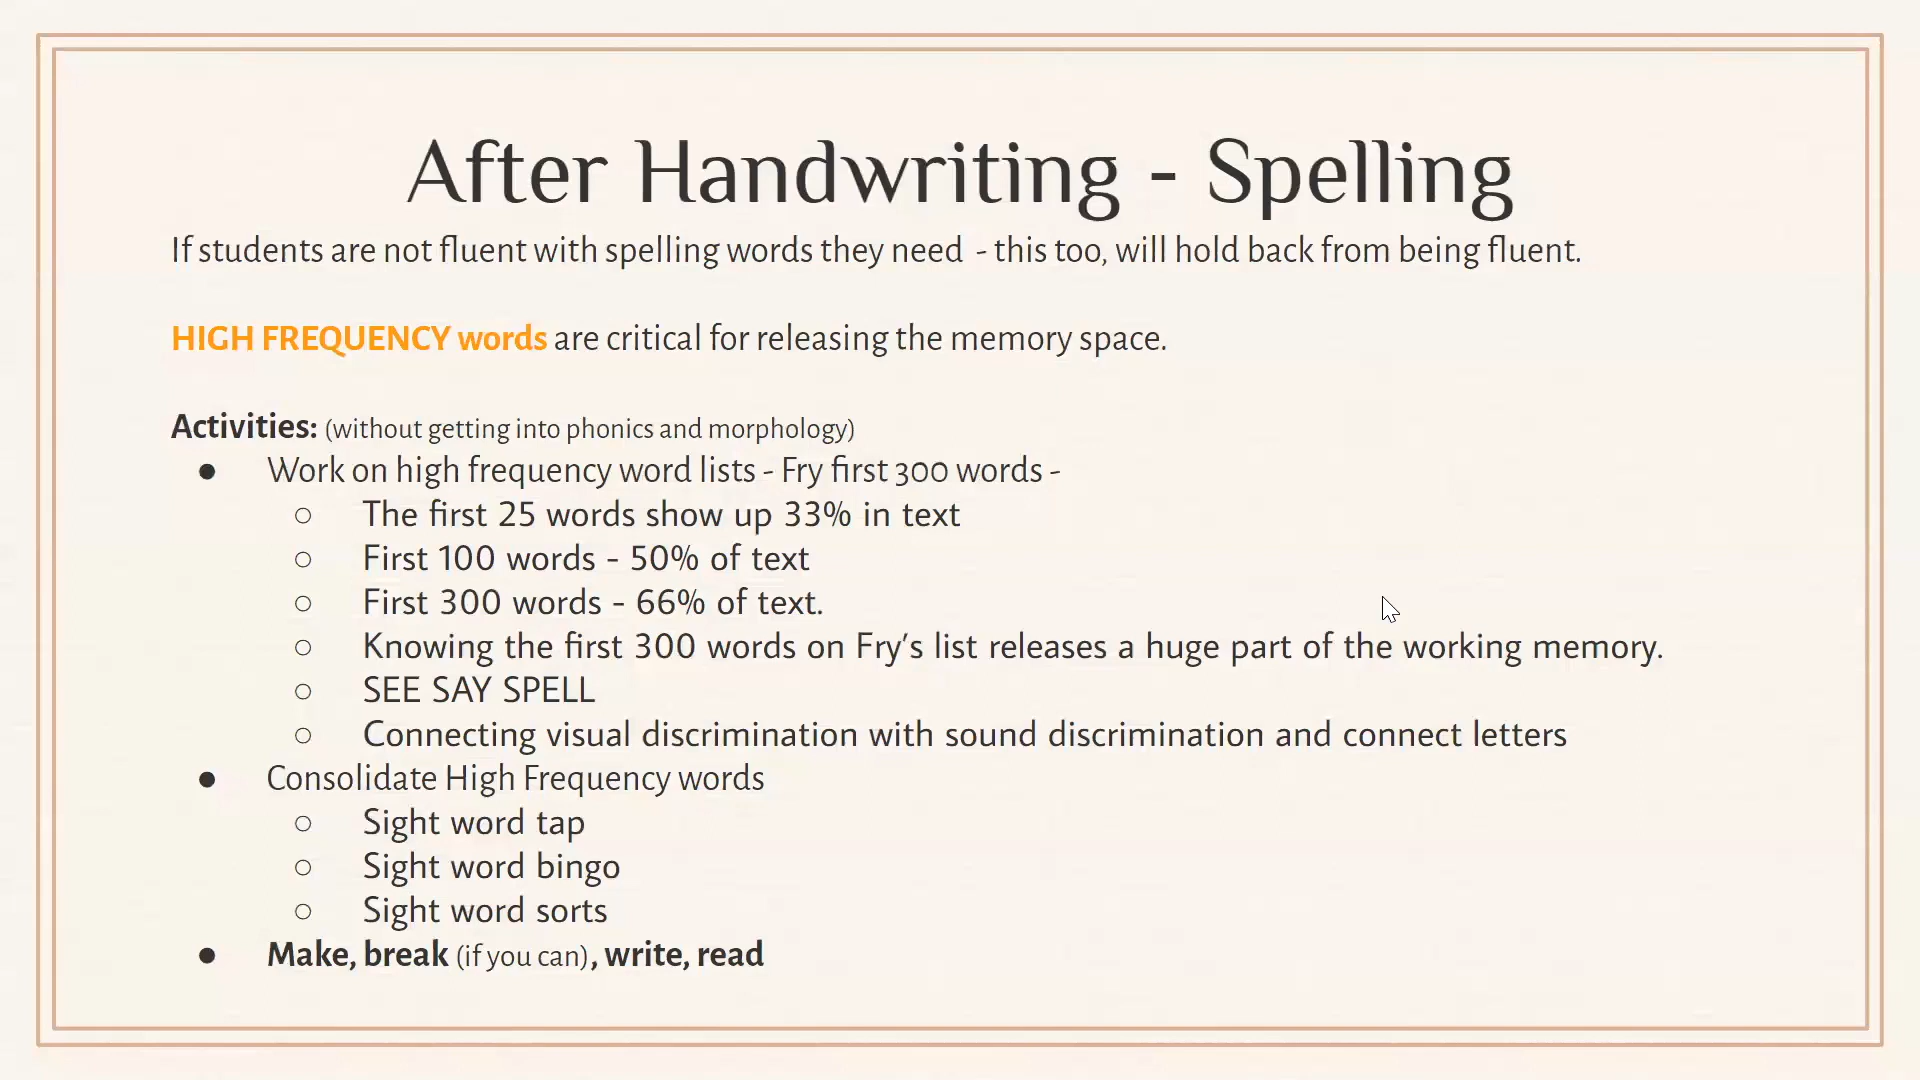 After Handwriting - Spelling
If students are not fluent with spelling words they need - this too, will hold back from being fluent.
HIGH FREQUENCY words are critical for releasing the memory space.
Activities: (without getting into phonics and morphology)
● Work on high frequency word lists - Fry first 300 words -
○ The first 25 words show up 33% in text
○ First 100 words - 50% of text
○ First 300 words - 66% of text.
○ Knowing the first 300 words on Fry’s list releases a huge part of the working memory.
○ SEE SAY SPELL
○ Connecting visual discrimination with sound discrimination and connect letters
● Consolidate High Frequency words
○ Sight word tap
○ Sight word bingo
○ Sight word sorts
● Make, break (if you can), write, read